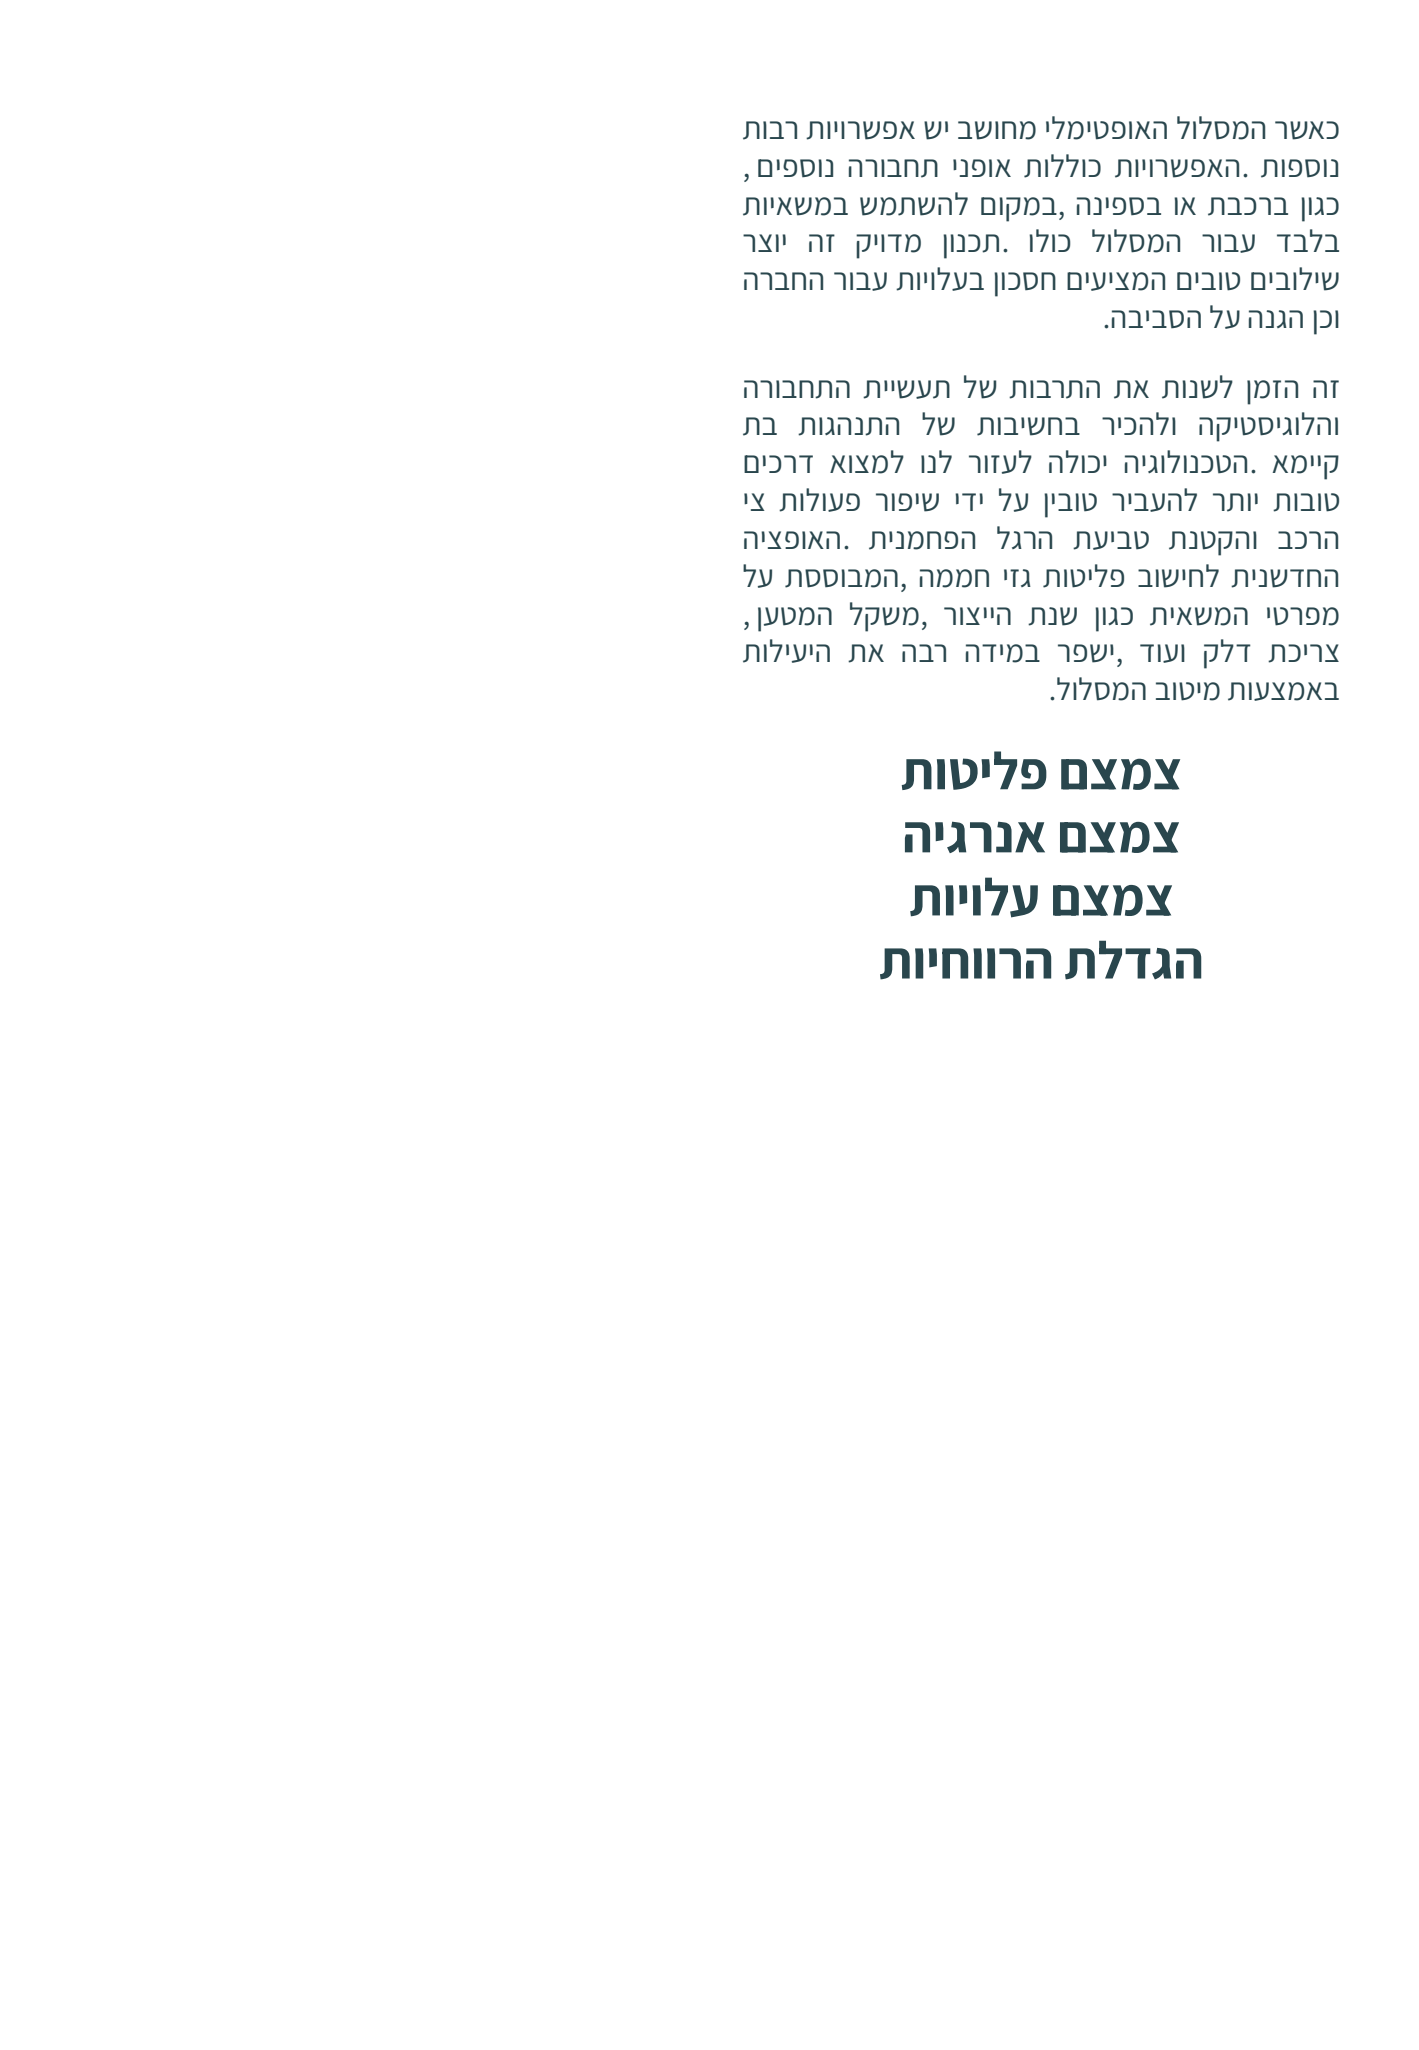 כאשר המסלול האופטימלי מחושב יש אפשרויות רבות
נוספות .האפשרויות כוללות אופני תחבורה נוספים,
כגון ברכבת או בספינה ,במקום להשתמש במשאיות
בלבד עבור המסלול כולו .תכנון מדויק זה יוצר
שילובים טובים המציעים חסכון בעלויות עבור החברה
וכן הגנה על הסביבה.
זה הזמן לשנות את התרבות של תעשיית התחבורה
והלוגיסטיקה ולהכיר בחשיבות של התנהגות בת
קיימא .הטכנולוגיה יכולה לעזור לנו למצוא דרכים
טובות יותר להעביר טובין על ידי שיפור פעולות צי
הרכב והקטנת טביעת הרגל הפחמנית .האופציה
החדשנית לחישוב פליטות גזי חממה ,המבוססת על
מפרטי המשאית כגון שנת הייצור ,משקל המטען,
צריכת דלק ועוד ,ישפר במידה רבה את היעילות
באמצעות מיטוב המסלול.
צמצם פליטות
צמצם אנרגיה
צמצם עלויות
הגדלת הרווחיות